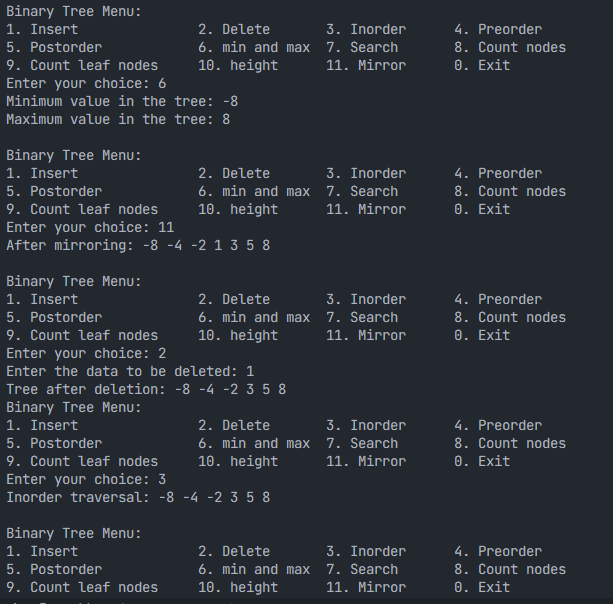 Binary Tree Menu:
1. Insert 2. Delete 3. Inorder 4. Preorder
5. Postorder 6. min and max 7. Search 8. Count nodes
9. Count leaf nodes 10. height 11. Mirror 0. Exit
Enter your choice: 6
Minimum value in the tree: -8
Maximum value in the tree: 8
Binary Tree Menu:
1. Insert 2. Delete 3. Inorder 4. Preorder
5. Postorder 6. min and max 7. Search 8. Count nodes
9. Count leaf nodes 10. height 11. Mirror 0. Exit
Enter your choice: 11
After mirroring: -8 -4 -2 1 3 5 8
Binary Tree Menu:
1. Insert 2. Delete 3. Inorder 4. Preorder
5. Postorder 6. min and max 7. Search 8. Count nodes
9. Count leaf nodes 10. height 11. Mirror 0. Exit
Enter your choice: 2
Enter the data to be deleted: 1
Tree after deletion: -8 -4 -2 3 5 8
Binary Tree Menu:
1. Insert 2. Delete 3. Inorder 4. Preorder
5. Postorder 6. min and max 7. Search 8. Count nodes
9. Count leaf nodes 10. height 11. Mirror 0. Exit
Enter your choice: 3
Inorder traversal: -8 -4 -2 3 5 8
Binary Tree Menu:
1. Insert 2. Delete 3. Inorder 4. Preorder
5. Postorder 6. min and max 7. Search 8. Count nodes
9. Count leaf nodes 10. height 11. Mirror 0. Exit